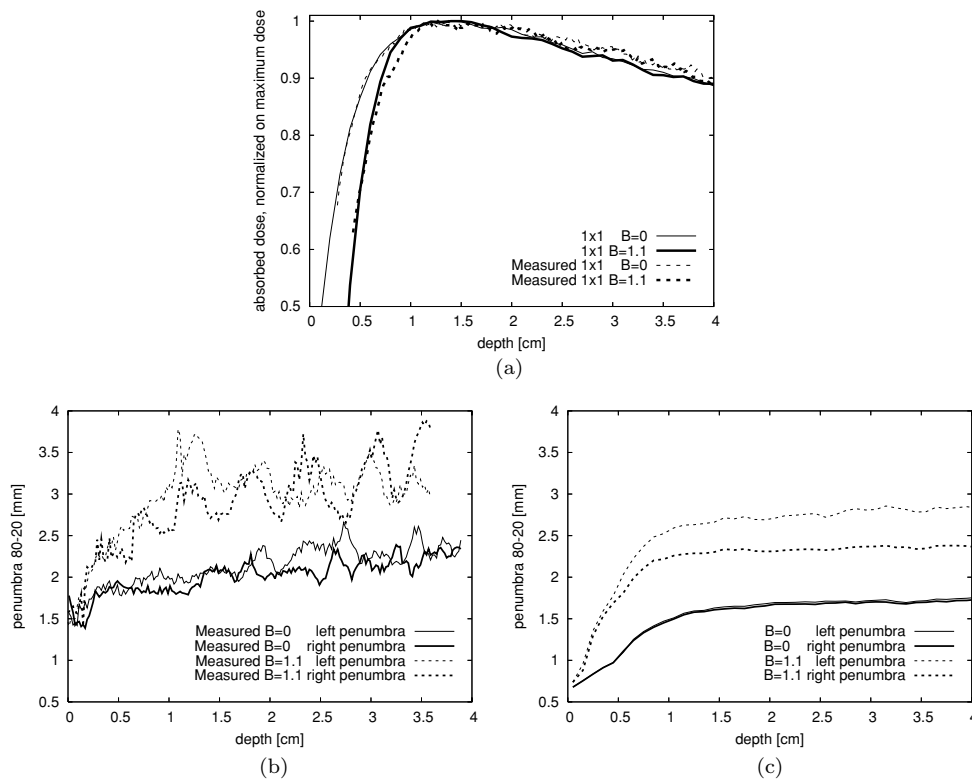 absorbed dose, normalized on maximum dose
1
0.9
0.8
0.7
0.6
0.5
1x1 B=0
1x1 B=1.1
Measured 1x1 B=0
Measured 1x1 B=1.1
0 0.5 1 1.5 2 2.5 3 3.5 4
depth [cm]
(a)
penumbra 80-20 [mm]
4
3.5
3
2.5
2
1.5
1
0.5
Measured B=0 left penumbra
Measured B=0 right penumbra
Measured B=1.1 left penumbra
Measured B=1.1 right penumbra
0 0.5 1 1.5 2 2.5 3 3.5 4
depth [cm]
(b)
penumbra 80-20 [mm]
4
3.5
3
2.5
2
1.5
1
0.5
B=0 left penumbra
B=0 right penumbra
B=1.1 left penumbra
B=1.1 right penumbra
0 0.5 1 1.5 2 2.5 3 3.5 4
depth [cm]
(c)